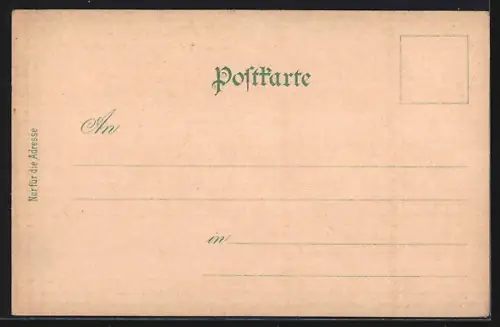 Postkarte
An
in
Nur für die Adresse